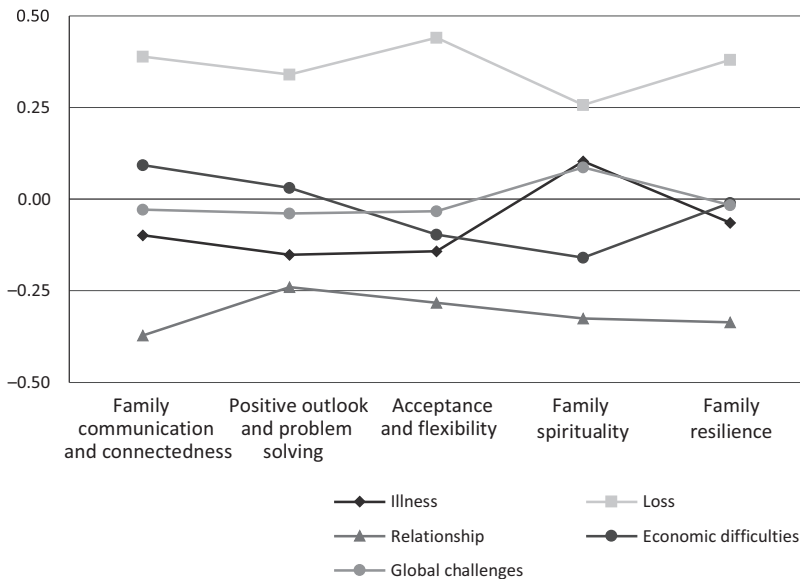 0.50
0.25
0.00
–0.25
–0.50
Family
communication
and connectedness
Positive outlook
and problem
solving
Acceptance
and flexibility
Family
spirituality
Family
resilience
Illness
Loss
Relationship
Economic difficulties
Global challenges